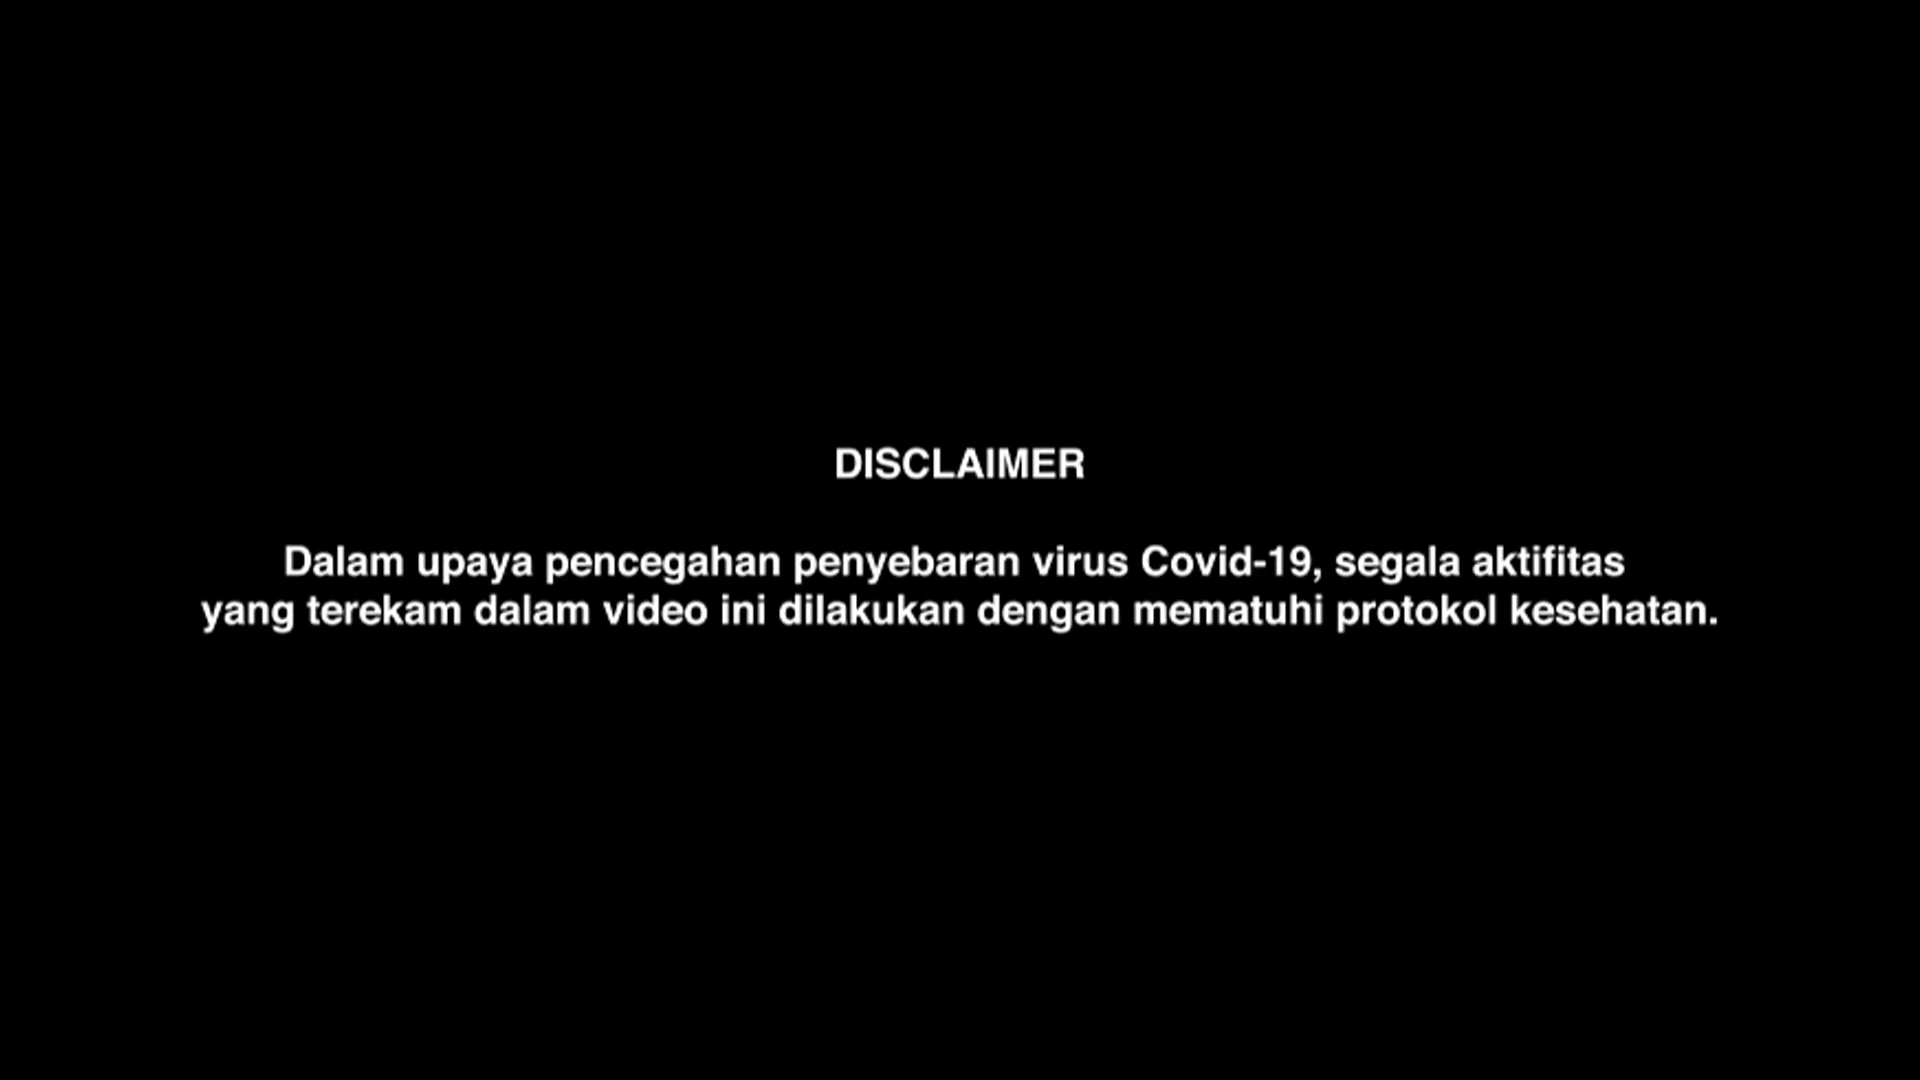 DISCLAIMER
Dalam upaya pencegahan penyebaran virus Covid-19, segala aktifitas
yang terekam dalam video ini dilakukan dengan mematuhi protokol kesehatan.